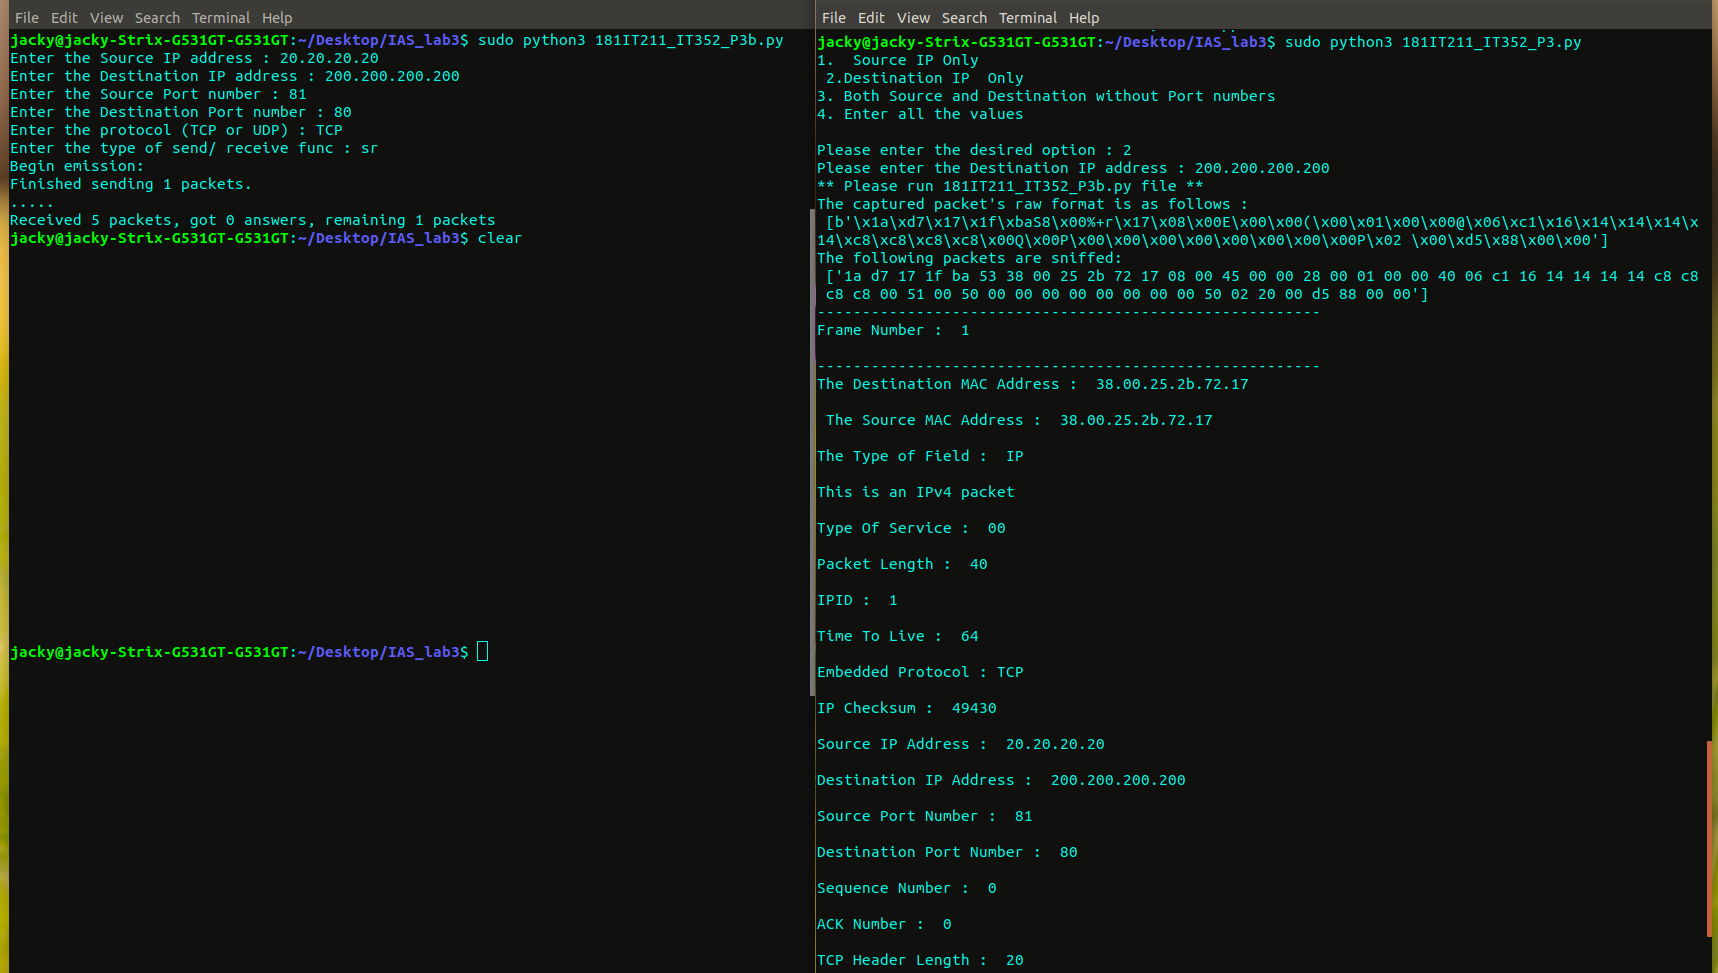 File Edit View Search Terminal Help
jacky@jacky-Strix-G531GT-G531GT:~/Desktop/IAS_lab3$ sudo python3 181IT211_IT352_P3b.py
Enter the Source IP address : 20.20.20.20
Enter the Destination IP address : 200.200.200.200
Enter the Source Port number : 81
Enter the Destination Port number : 80
Enter the protocol (TCP or UDP) : TCP
Enter the type of send/ receive func : sr
Begin emission:
Finished sending 1 packets.
.....
Received 5 packets, got 0 answers, remaining 1 packets
jacky@jacky-Strix-G531GT-G531GT:~/Desktop/IAS_lab3$ clear
jacky@jacky-Strix-G531GT-G531GT:~/Desktop/IAS_lab3$
File Edit View Search Terminal Help
jacky@jacky-Strix-G531GT-G531GT:~/Desktop/IAS_lab3$ sudo python3 181IT211_IT352_P3.py
1.  Source IP Only
 2.Destination IP  Only
3. Both Source and Destination without Port numbers
4. Enter all the values
Please enter the desired option : 2
Please enter the Destination IP address : 200.200.200.200
** Please run 181IT211_IT352_P3b.py file **
The captured packet's raw format is as follows :
 [b'\x1a\xd7\x17\x1f\xbaS8\x00%+r\x17\x08\x00E\x00\x00(\x00\x01\x00\x00@\x06\xc1\x16\x14\x14\x14\x
14\xc8\xc8\xc8\xc8\x00Q\x00P\x00\x00\x00\x00\x00\x00\x00\x00P\x02 \x00\xd5\x88\x00\x00']
The following packets are sniffed:
 ['1a d7 17 1f ba 53 38 00 25 2b 72 17 08 00 45 00 00 28 00 01 00 00 40 06 c1 16 14 14 14 14 c8 c8
 c8 c8 00 51 00 50 00 00 00 00 00 00 00 00 50 02 20 00 d5 88 00 00']
--------------------------------------------------------
Frame Number :  1
--------------------------------------------------------
The Destination MAC Address :  38.00.25.2b.72.17
 The Source MAC Address :  38.00.25.2b.72.17
The Type of Field :  IP
This is an IPv4 packet
Type Of Service :  00
Packet Length :  40
IPID :  1
Time To Live :  64
Embedded Protocol : TCP
IP Checksum :  49430
Source IP Address :  20.20.20.20
Destination IP Address :  200.200.200.200
Source Port Number :  81
Destination Port Number :  80
Sequence Number :  0
ACK Number :  0
TCP Header Length :  20